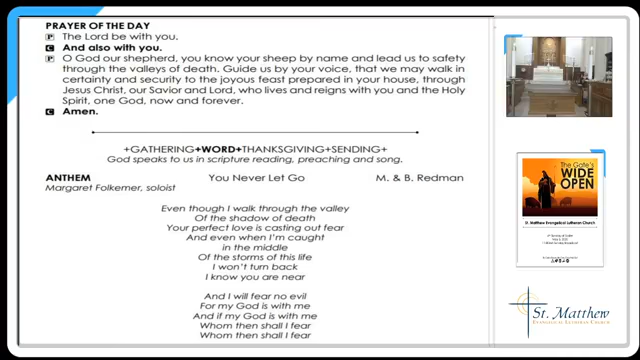 PRAYER OF THE DAY
P The Lord be with you.
C And also with you.
P O God our shepherd, you know your sheep by name and lead us to safety
through the valleys of death. Guide us by your voice, that we may walk in
certainty and security to the joyous feast prepared in your house, through
Jesus Christ, our Savior and Lord, who lives and reigns with you and the Holy
Spirit, one God, now and forever.
C Amen.
+GATHERING+WORD+THANKSGIVING+SENDING+
God speaks to us in scripture reading, preaching and song.
ANTHEM You Never Let Go M. & B. Redman
Margaret Folkemer, soloist
Even though I walk through the valley
Of the shadow of death
Your perfect love is casting out fear
And even when I'm caught
in the middle
Of the storms of this life
I won't turn back
I know you are near
And I will fear no evil
For my God is with me
And if my God is with me
Whom then shall I fear
Whom then shall I fear
The Gate's
WIDE
OPEN
St. Matthew Evangelical Lutheran Church
St. Matthew
EVANGELICAL LUTHERAN CHURCH